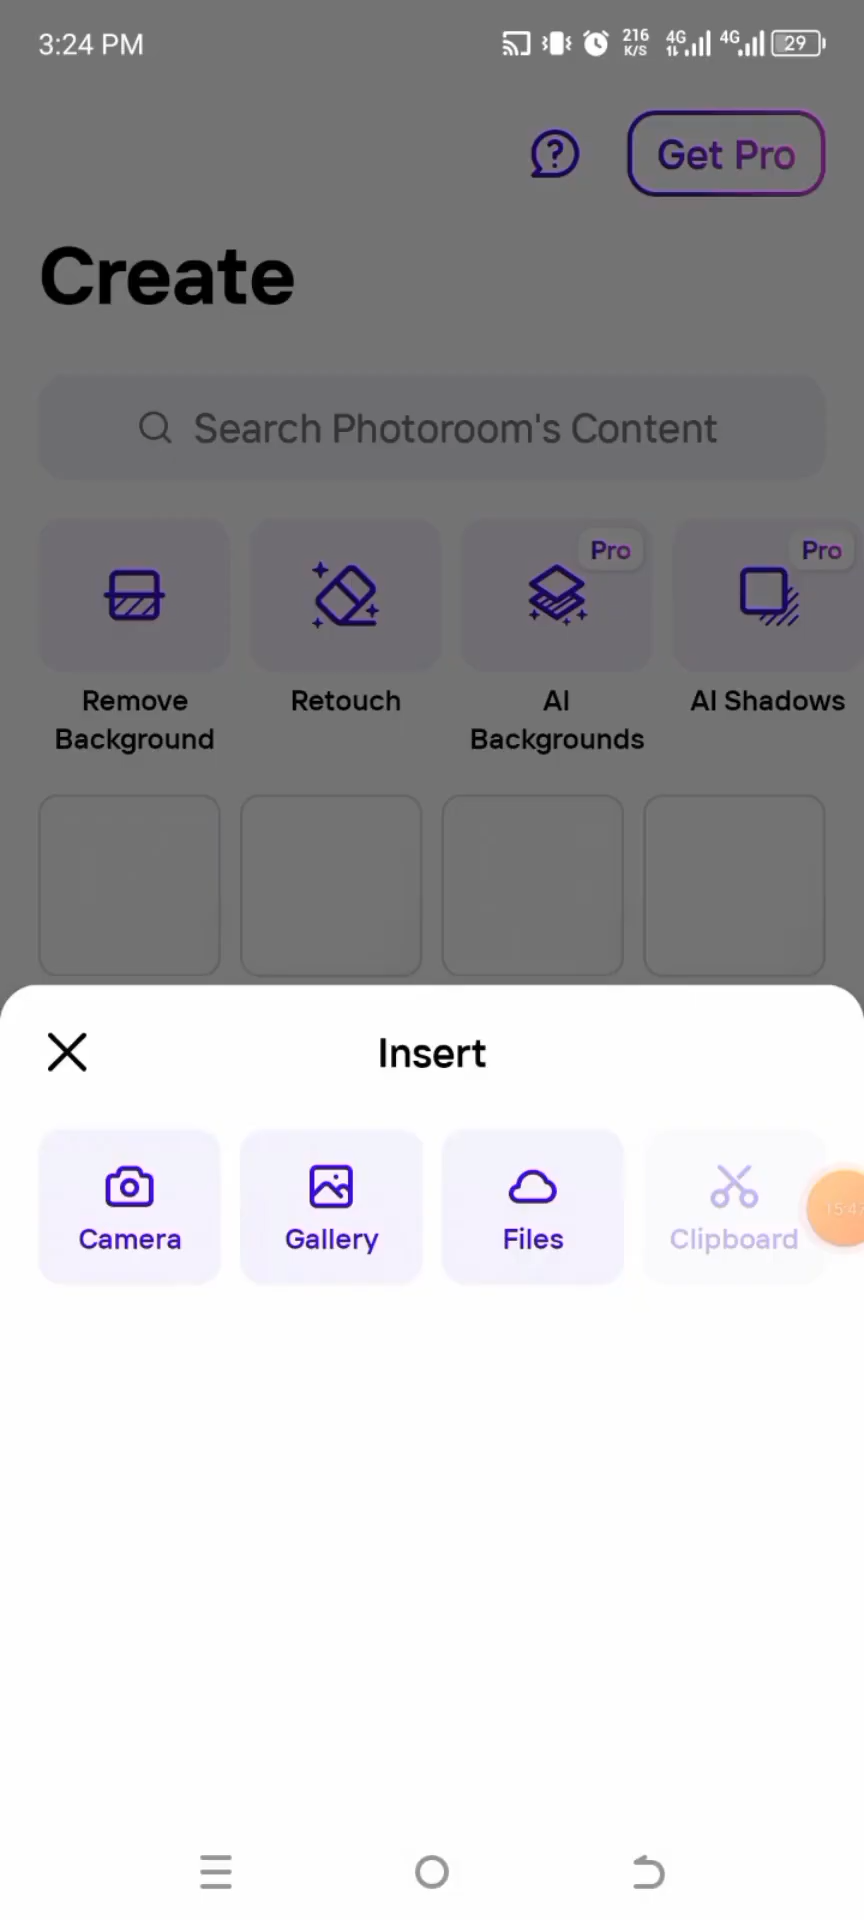 3:24 PM
216
K/S
4G
4G
29
Get Pro
Create
Search Photoroom's Content
Pro
Pro
Remove
Background
Retouch
AI
Backgrounds
AI Shadows
Insert
Camera
Gallery
Files
Clipboard